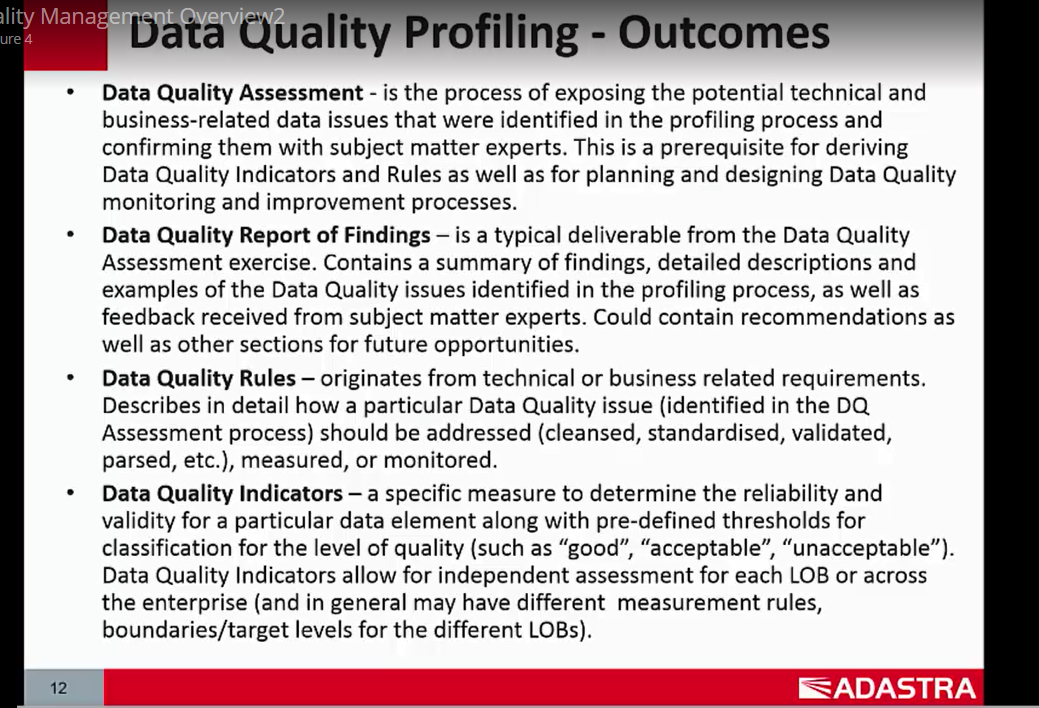 ality Management Overview2
ure 4
Data Quality Profiling - Outcomes
• Data Quality Assessment - is the process of exposing the potential technical and
business-related data issues that were identified in the profiling process and
confirming them with subject matter experts. This is a prerequisite for deriving
Data Quality Indicators and Rules as well as for planning and designing Data Quality
monitoring and improvement processes.
• Data Quality Report of Findings – is a typical deliverable from the Data Quality
Assessment exercise. Contains a summary of findings, detailed descriptions and
examples of the Data Quality issues identified in the profiling process, as well as
feedback received from subject matter experts. Could contain recommendations as
well as other sections for future opportunities.
• Data Quality Rules – originates from technical or business related requirements.
Describes in detail how a particular Data Quality issue (identified in the DQ
Assessment process) should be addressed (cleansed, standardised, validated,
parsed, etc.), measured, or monitored.
• Data Quality Indicators – a specific measure to determine the reliability and
validity for a particular data element along with pre-defined thresholds for
classification for the level of quality (such as “good”, “acceptable”, “unacceptable”).
Data Quality Indicators allow for independent assessment for each LOB or across
the enterprise (and in general may have different measurement rules,
boundaries/target levels for the different LOBs).
12
ADASTRA